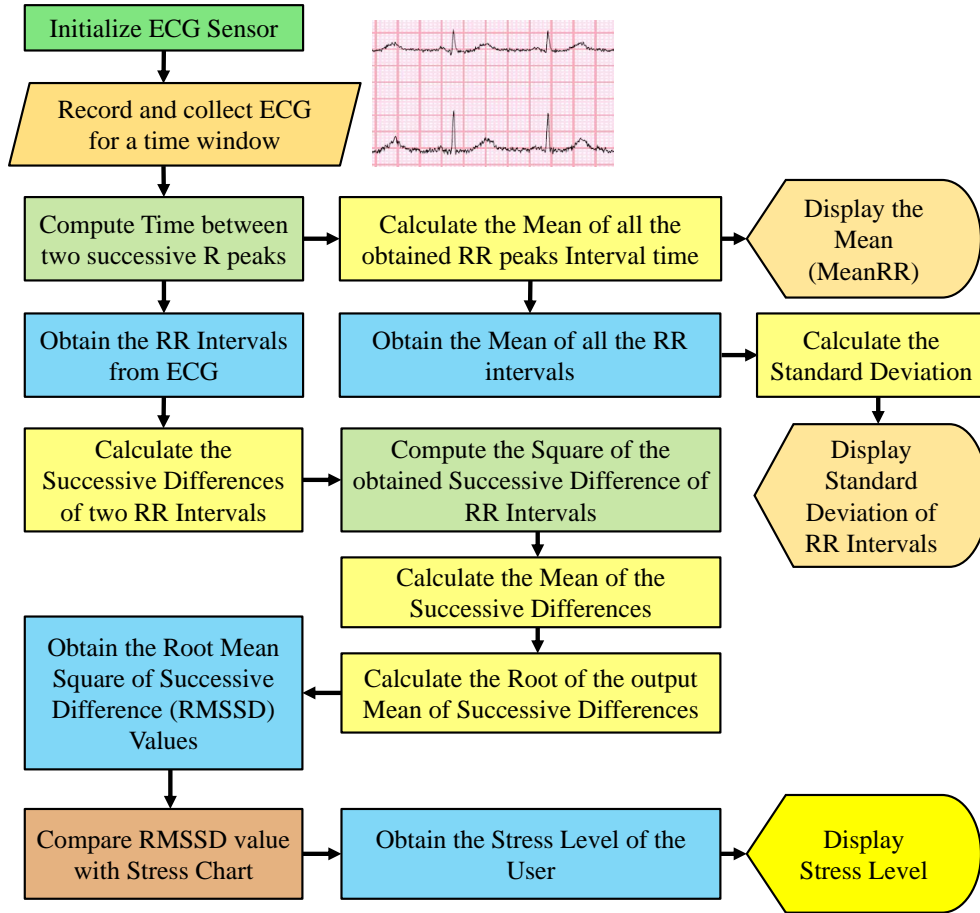 Initialize ECG Sensor
Record and collect ECG
for a time window
Compute Time between
two successive R peaks
Calculate the Mean of all the
obtained RR peaks Interval time
Display the
Mean
(MeanRR)
Obtain the RR Intervals
from ECG
Obtain the Mean of all the RR
intervals
Calculate the
Standard Deviation
Calculate the
Successive Differences
of two RR Intervals
Compute the Square of the
obtained Successive Difference of
RR Intervals
Display
Standard
Deviation of
RR Intervals
Calculate the Mean of the
Successive Differences
Obtain the Root Mean
Square of Successive
Difference (RMSSD)
Values
Calculate the Root of the output
Mean of Successive Differences
Compare RMSSD value
with Stress Chart
Obtain the Stress Level of the
User
Display
Stress Level